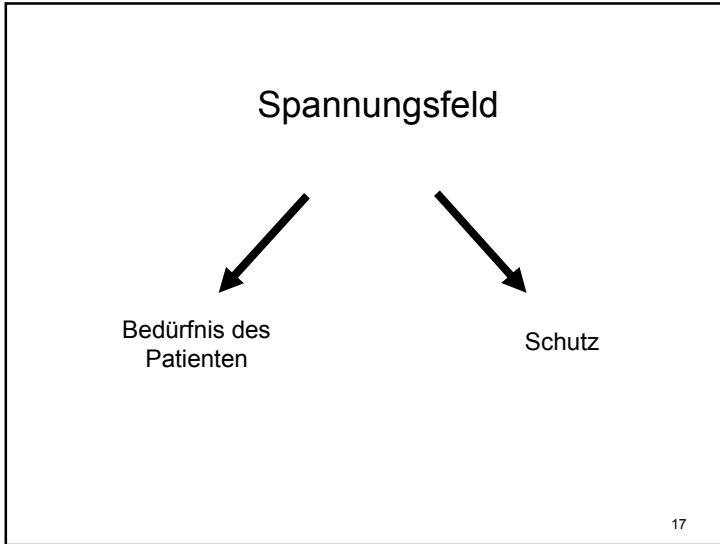 Spannungsfeld
Bedürfnis des
Patienten
Schutz
17